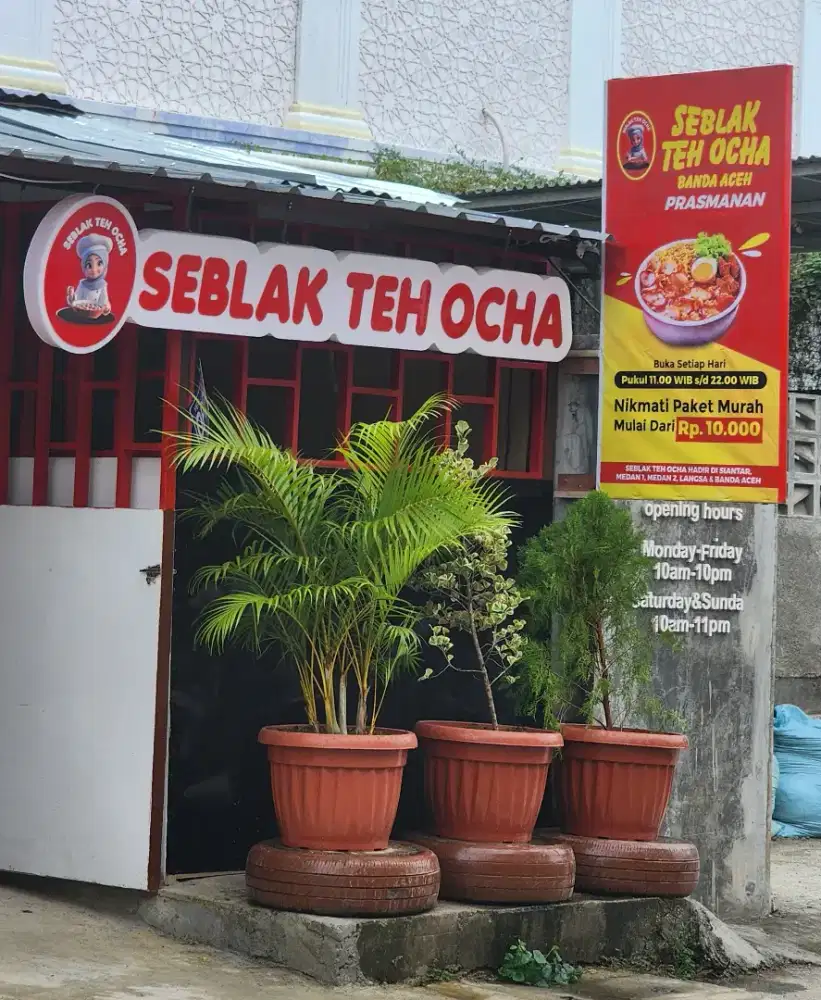 SEBLAK TEH OCHA
SEBLAK TEH OCHA
SEBLAK
TEH OCHA
BANDA ACEH
PRASMANAN
Buka Setiap Hari
Pukul 11.00 WIB s/d 22.00 WIB
Nikmati Paket Murah
Mulai Dari Rp. 10.000
SEBLAK TEH OCHA HADIR DI SIANTAR,
MEDAN 1, MEDAN 2, LANGSA & BANDA ACEH
opening hours
Monday-Friday
10am-10pm
aturday&Sunda
10am-11pm